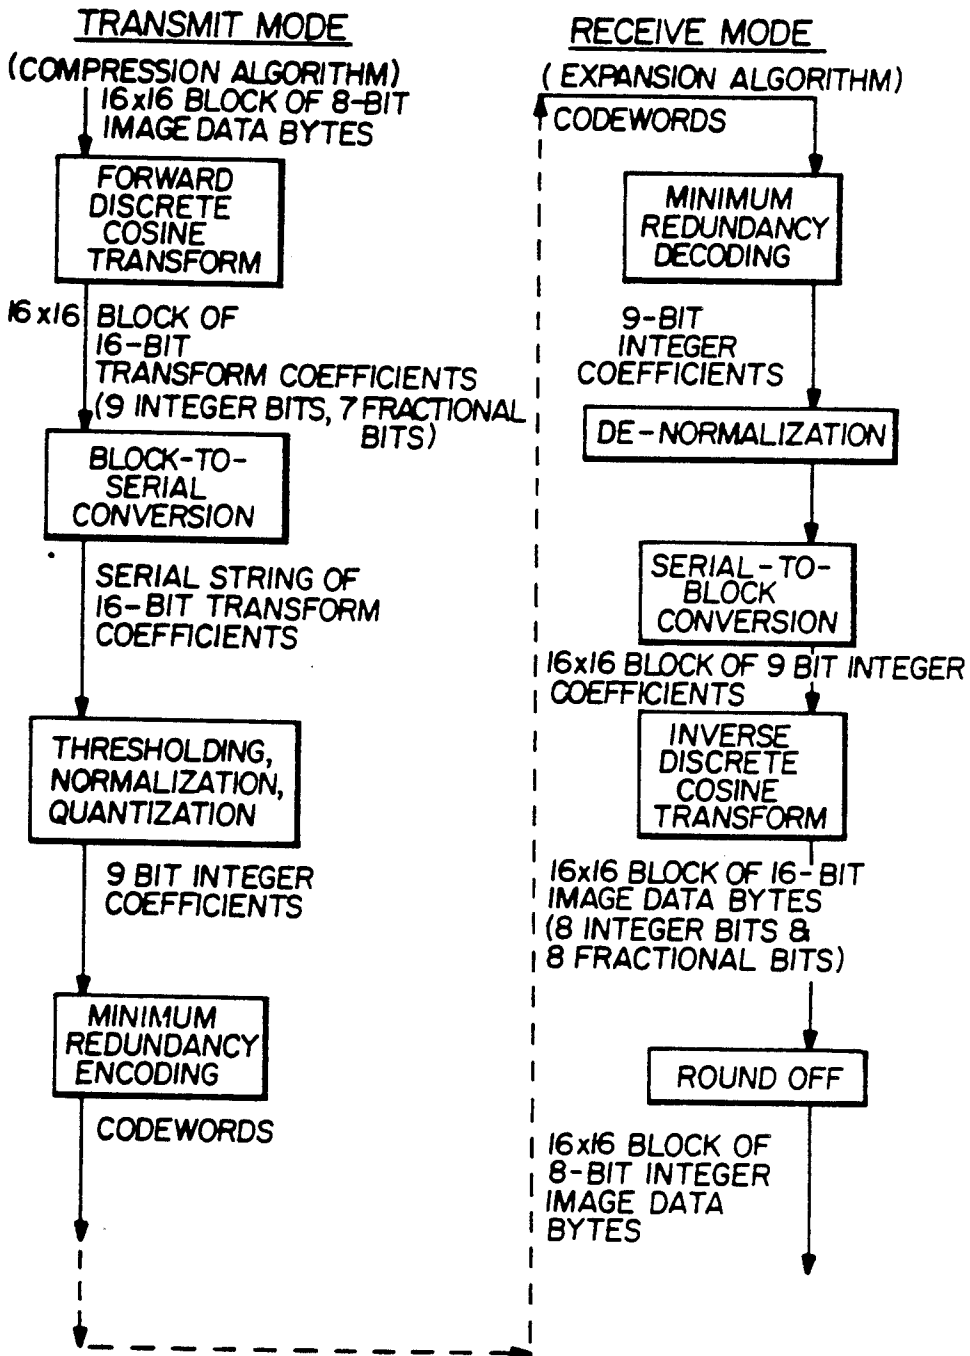 TRANSMIT MODE
(COMPRESSION ALGORITHM)
16x16 BLOCK OF 8-BIT
IMAGE DATA BYTES
FORWARD
DISCRETE
COSINE
TRANSFORM
16x16 BLOCK OF
16-BIT
TRANSFORM COEFFICIENTS
(9 INTEGER BITS, 7 FRACTIONAL
BITS)
BLOCK-TO-
SERIAL
CONVERSION
SERIAL STRING OF
16-BIT TRANSFORM
COEFFICIENTS
THRESHOLDING,
NORMALIZATION,
QUANTIZATION
9 BIT INTEGER
COEFFICIENTS
MINIMUM
REDUNDANCY
ENCODING
CODEWORDS
RECEIVE MODE
(EXPANSION ALGORITHM)
CODEWORDS
MINIMUM
REDUNDANCY
DECODING
9-BIT
INTEGER
COEFFICIENTS
DE-NORMALIZATION
SERIAL-TO-
BLOCK
CONVERSION
16x16 BLOCK OF 9 BIT INTEGER
COEFFICIENTS
INVERSE
DISCRETE
COSINE
TRANSFORM
16x16 BLOCK OF 16-BIT
IMAGE DATA BYTES
(8 INTEGER BITS &
8 FRACTIONAL BITS)
ROUND OFF
16x16 BLOCK OF
8-BIT INTEGER
IMAGE DATA
BYTES